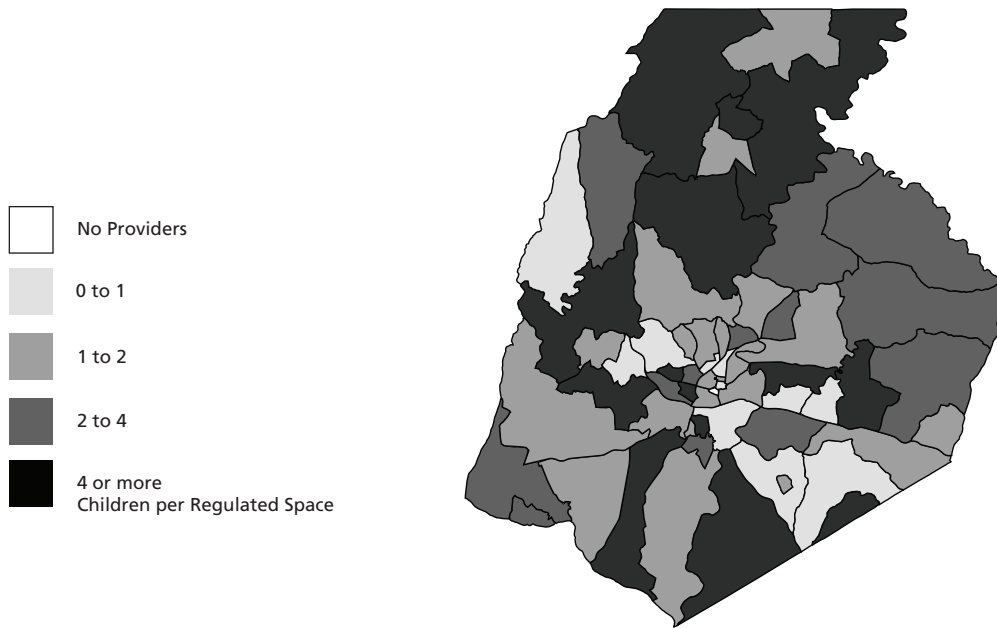 No Providers
0 to 1
1 to 2
2 to 4
4 or more
Children per Regulated Space